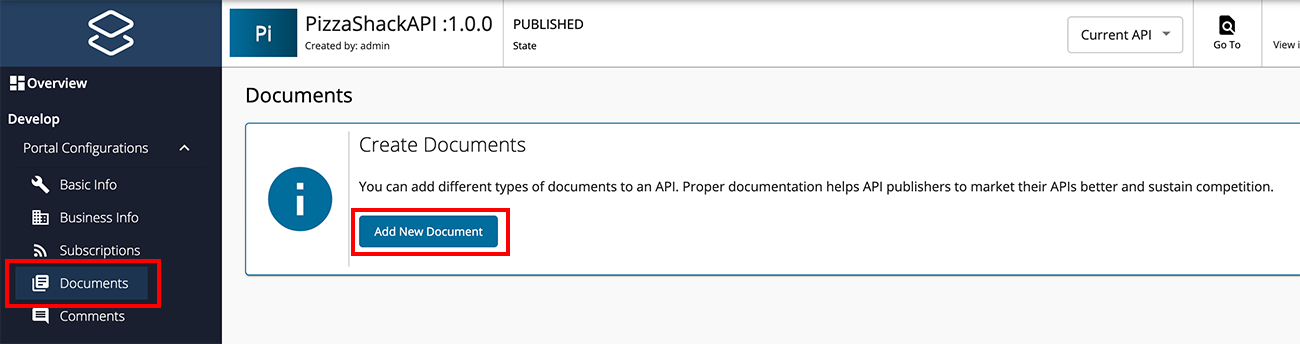 Pi
PizzaShackAPI :1.0.0
Created by: admin
PUBLISHED
State
Current API
Go To
View i
Overview
Develop
Portal Configurations
Basic Info
Business Info
Subscriptions
Documents
Comments
Documents
Create Documents
You can add different types of documents to an API. Proper documentation helps API publishers to market their APIs better and sustain competition.
Add New Document